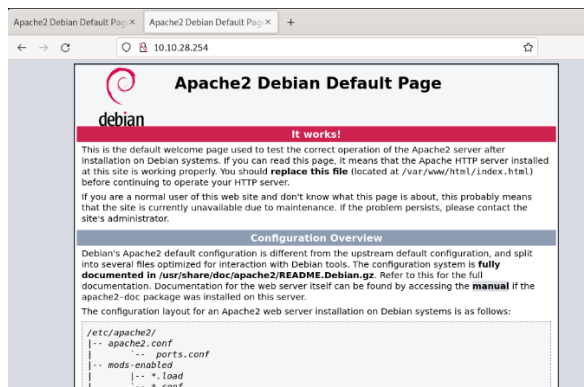 Apache2 Debian Default Pag
Apache2 Debian Default Pag
10.10.28.254
debian
Apache2 Debian Default Page
It works!
This is the default welcome page used to test the correct operation of the Apache2 server after
installation on Debian systems. If you can read this page, it means that the Apache HTTP server installed
at this site is working properly. You should replace this file (located at /var/www/html/index.html)
before continuing to operate your HTTP server.
If you are a normal user of this web site and don't know what this page is about, this probably means
that the site is currently unavailable due to maintenance. If the problem persists, please contact the
site's administrator.
Configuration Overview
Debian's Apache2 default configuration is different from the upstream default configuration, and split
into several files optimized for interaction with Debian tools. The configuration system is fully
documented in /usr/share/doc/apache2/README.Debian.gz. Refer to this for the full
documentation. Documentation for the web server itself can be found by accessing the manual if the
apache2-doc package was installed on this server.
The configuration layout for an Apache2 web server installation on Debian systems is as follows:
/etc/apache2/
|-- apache2.conf
|       `--  ports.conf
|-- mods-enabled
|       |-- *.load
|       `-- *.conf